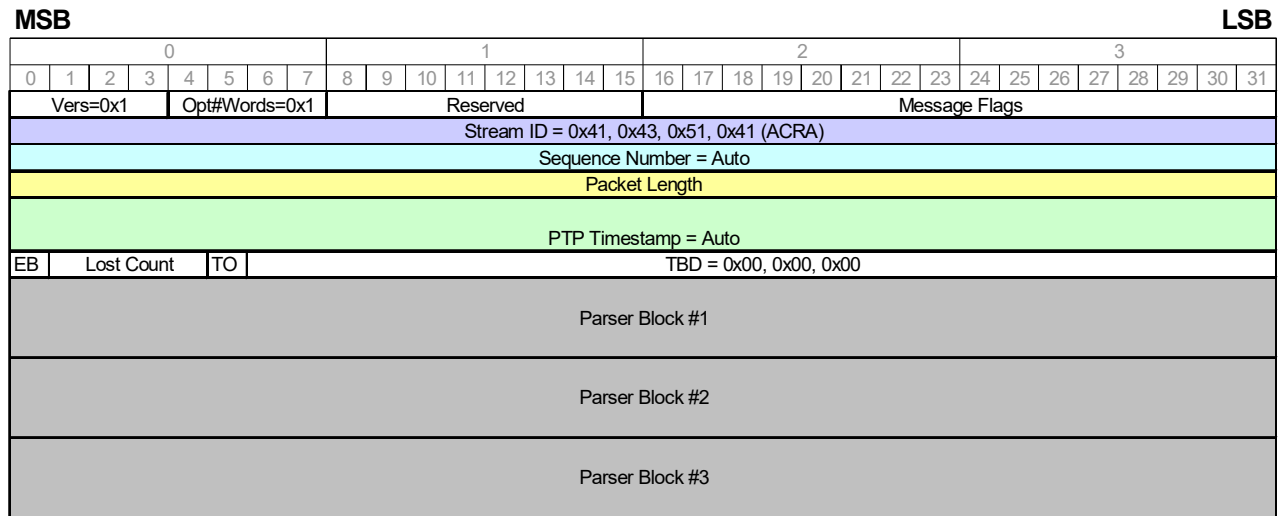 MSB LSB
0 1 2 3
0 1 2 3 4 5 6 7 8 9 10 11 12 13 14 15 16 17 18 19 20 21 22 23 24 25 26 27 28 29 30 31
Vers=0x1 Opt#Words=0x1 Reserved Message Flags
Stream ID = 0x41, 0x43, 0x51, 0x41 (ACRA)
Sequence Number = Auto
Packet Length
PTP Timestamp = Auto
EB Lost Count TO TBD = 0x00, 0x00, 0x00
Parser Block #1
Parser Block #2
Parser Block #3